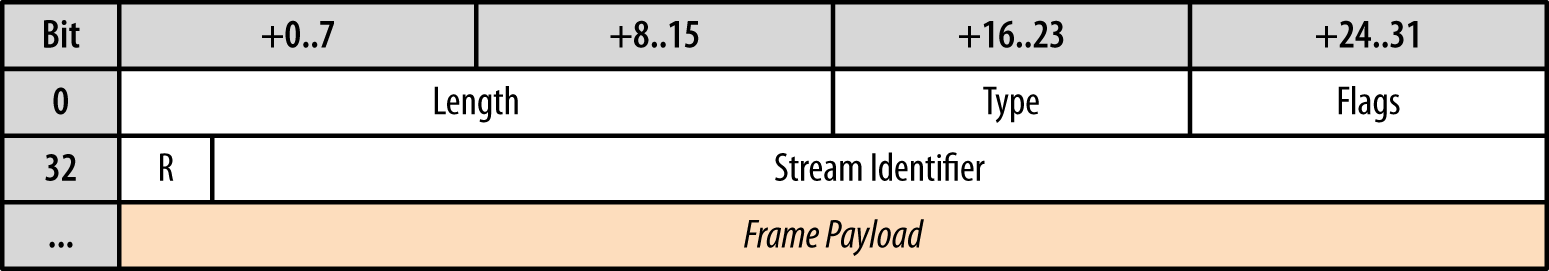 Bit +0..7 +8..15 +16..23 +24..31
0 Length Type Flags
32 R Stream Identifier
... Frame Payload